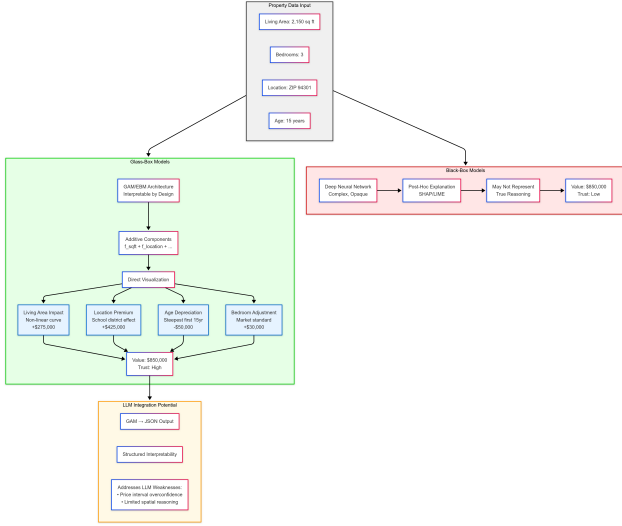 Property Data Input
Living Area: 2,150 sq ft
Bedrooms: 3
Location: ZIP 94301
Age: 15 years
Glass-Box Models
GAM/EBM Architecture
Interpretable by Design
Additive Components
f_sqft + f_location + ...
Direct Visualization
Living Area Impact
Non-linear curve
+$275,000
Location Premium
School district effect
+$425,000
Age Depreciation
Steepest first 15yr
-$50,000
Bedroom Adjustment
Market standard
+$30,000
Value: $850,000
Trust: High
Black-Box Models
Deep Neural Network
Complex, Opaque
Post-Hoc Explanation
SHAP/LIME
May Not Represent
True Reasoning
Value: $850,000
Trust: Low
LLM Integration Potential
GAM → JSON Output
Structured Interpretability
Addresses LLM Weaknesses:
• Price interval overconfidence
• Limited spatial reasoning